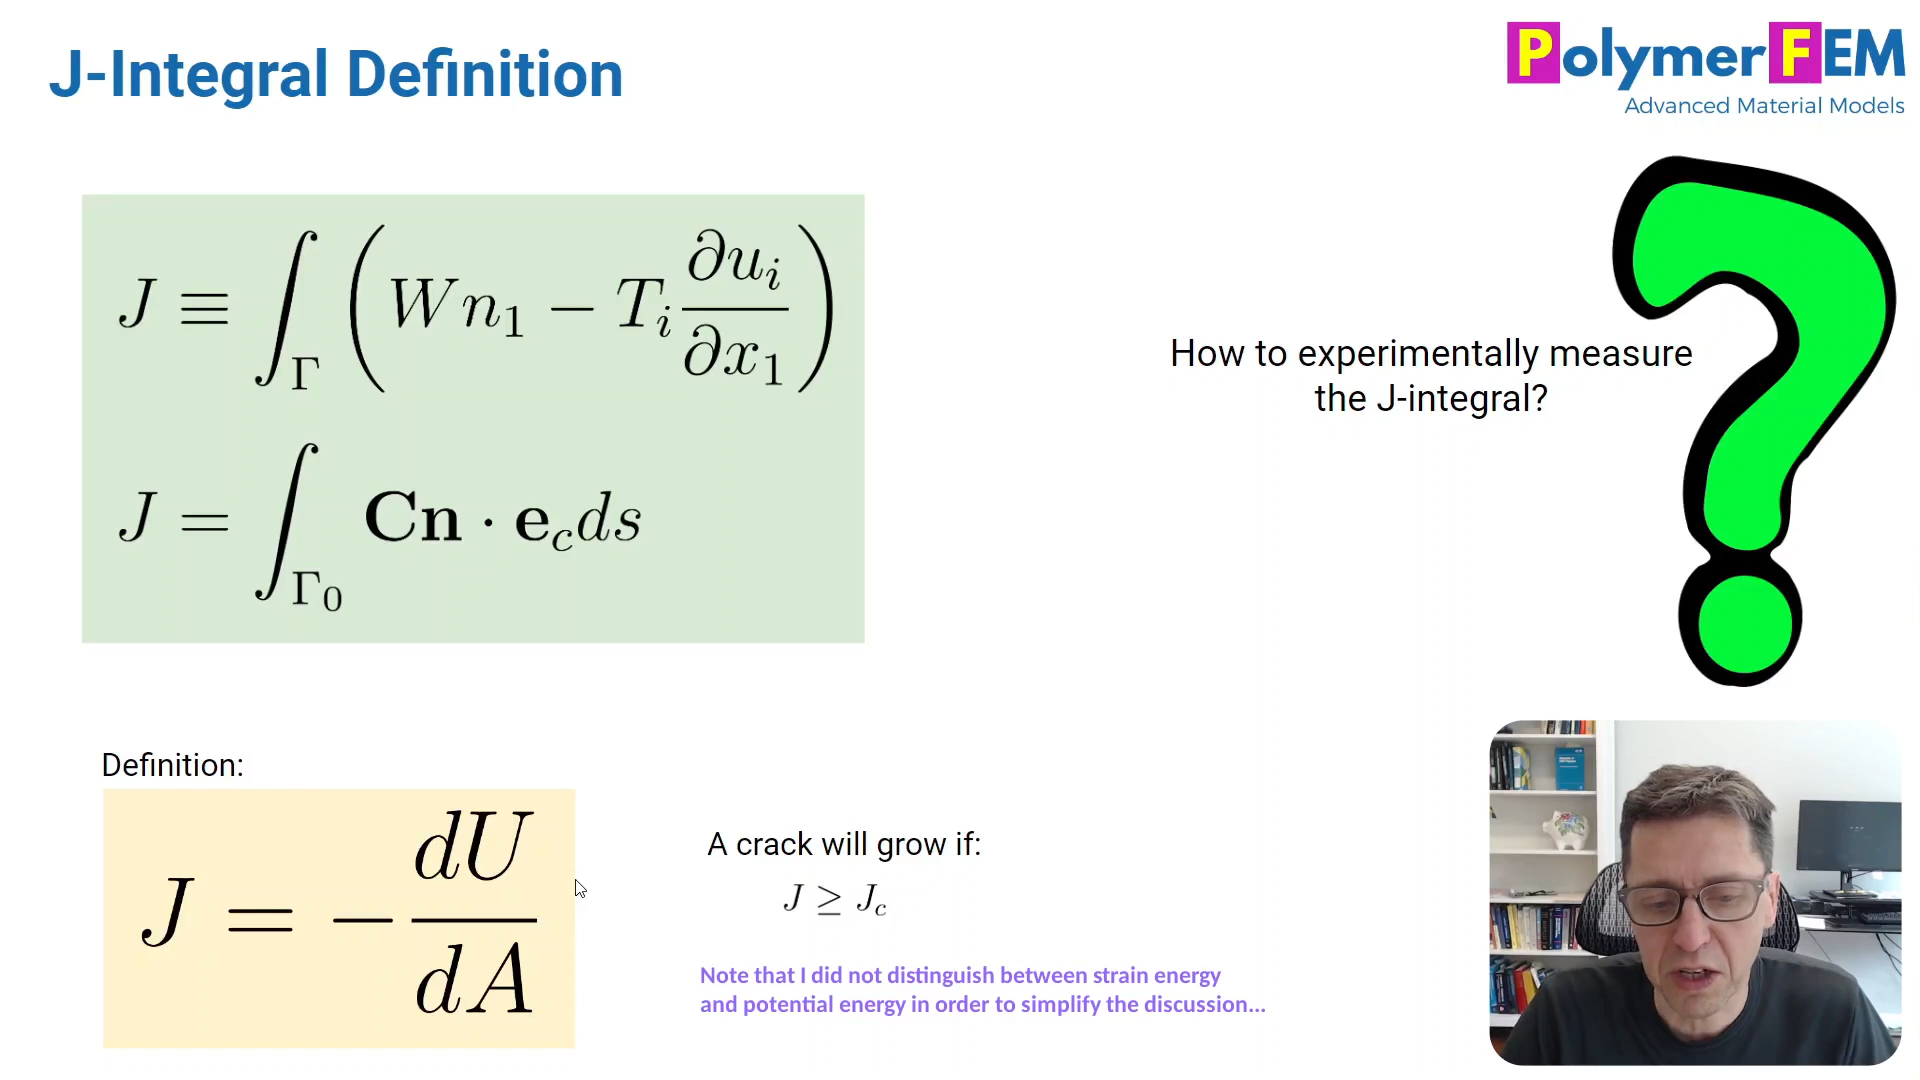 J-Integral Definition
PolymerFEM
Advanced Material Models
J ≡ ∫_Γ ( W n_1 − T_i ∂u_i/∂x_1 )
J = ∫_{Γ_0} Cn · e_c ds
How to experimentally measure
the J-integral?
?
Definition:
J = − dU/dA
A crack will grow if:
J ≥ J_c
Note that I did not distinguish between strain energy
and potential energy in order to simplify the discussion...